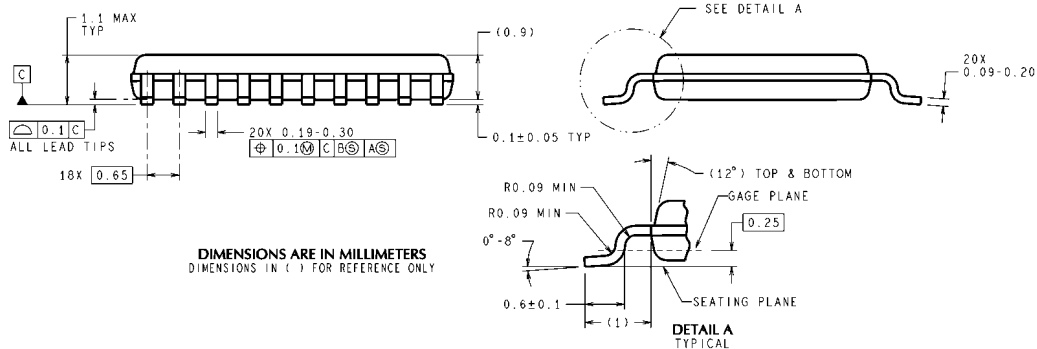 1.1 MAX
TYP
(0.9)
SEE DETAIL A
20X
0.09-0.20
C
⌓ 0.1 C
ALL LEAD TIPS
20X 0.19-0.30
⌖ 0.1Ⓜ C BⓈ AⓈ
0.1±0.05 TYP
18X 0.65
(12°) TOP & BOTTOM
R0.09 MIN
GAGE PLANE
R0.09 MIN
0.25
0°-8°
DIMENSIONS ARE IN MILLIMETERS
DIMENSIONS IN ( ) FOR REFERENCE ONLY
0.6±0.1
SEATING PLANE
(1)
DETAIL A
TYPICAL